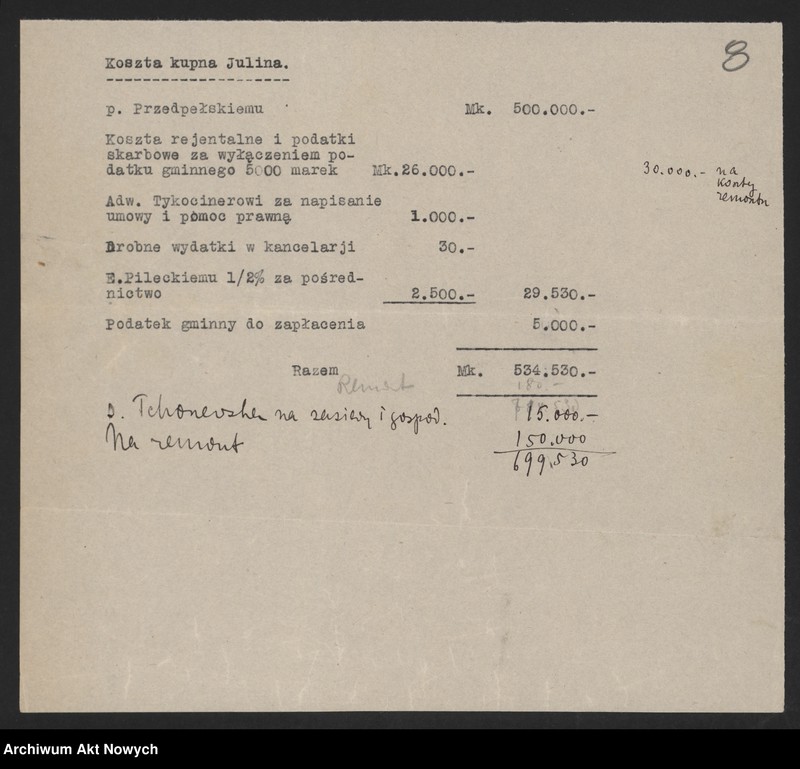 8
Koszta kupna Julina.
p. Przedpełskiemu Mk. 500.000.-
Koszta rejentalne i podatki
skarbowe za wyłączeniem po-
datku gminnego 5000 marek Mk.26.000.-
30.000.- na
konty
remontu
Adw. Tykocinerowi za napisanie
umowy i pomoc prawną 1.000.-
Drobne wydatki w kancelarji 30.-
E.Pileckiemu 1/2% za pośred-
nictwo 2.500.- 29.530.-
Podatek gminny do zapłacenia 5.000.-
Razem Mk. 534.530.-
Remont 180.-
na zasiewy i gospod. 15.000.-
Na remont 150.000
699.530
Archiwum Akt Nowych